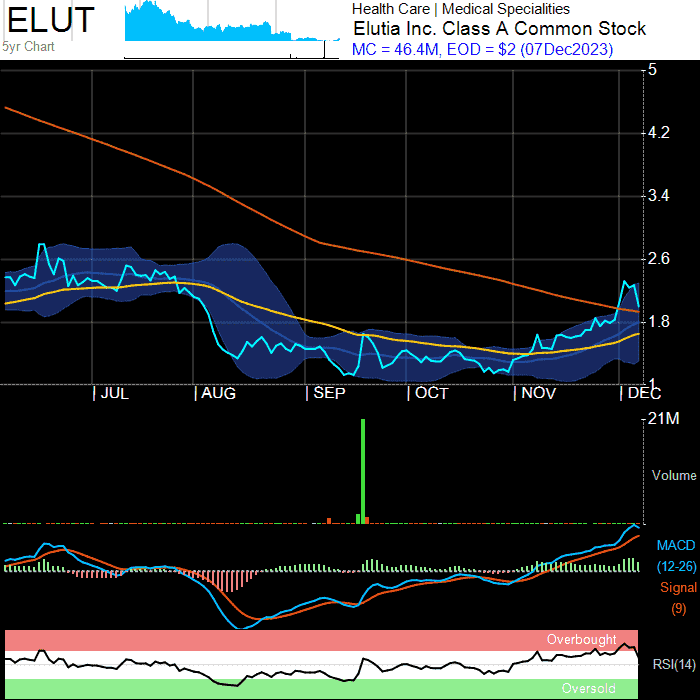 ELUT
5yr Chart
Health Care | Medical Specialities
Elutia Inc. Class A Common Stock
MC = 46.4M, EOD = $2 (07Dec2023)
5
4.2
3.4
2.6
1.8
1
| JUL | AUG | SEP | OCT | NOV | DEC
21M
Volume
MACD
(12-26)
Signal
(9)
Overbought
RSI(14)
Oversold